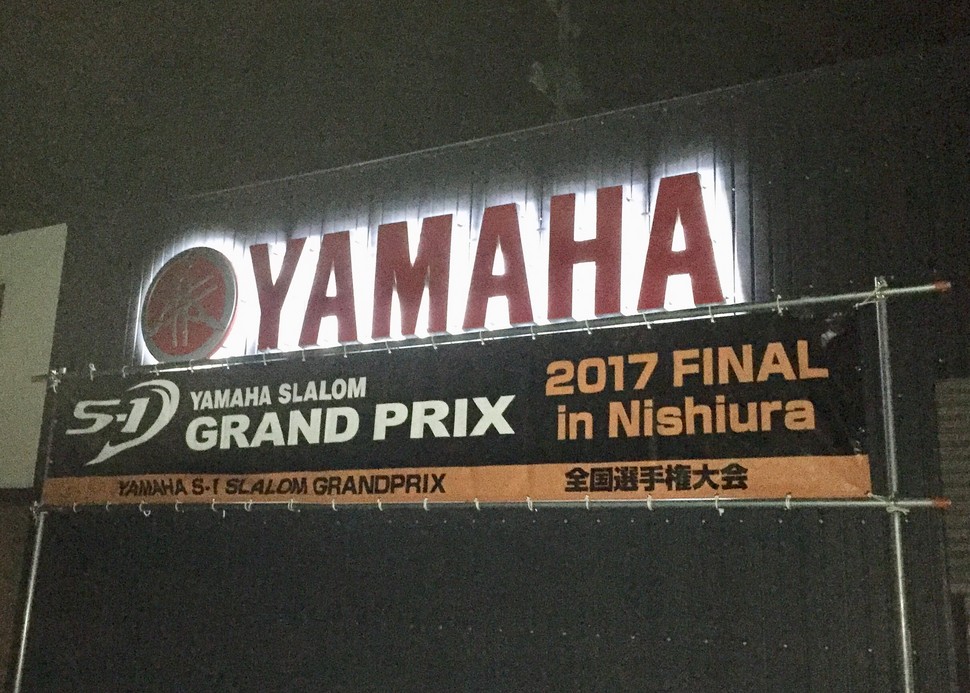 YAMAHA
S-1
YAMAHA SLALOM
GRAND PRIX
2017 FINAL
in Nishiura
YAMAHA S-1 SLALOM GRANDPRIX
全国選手権大会